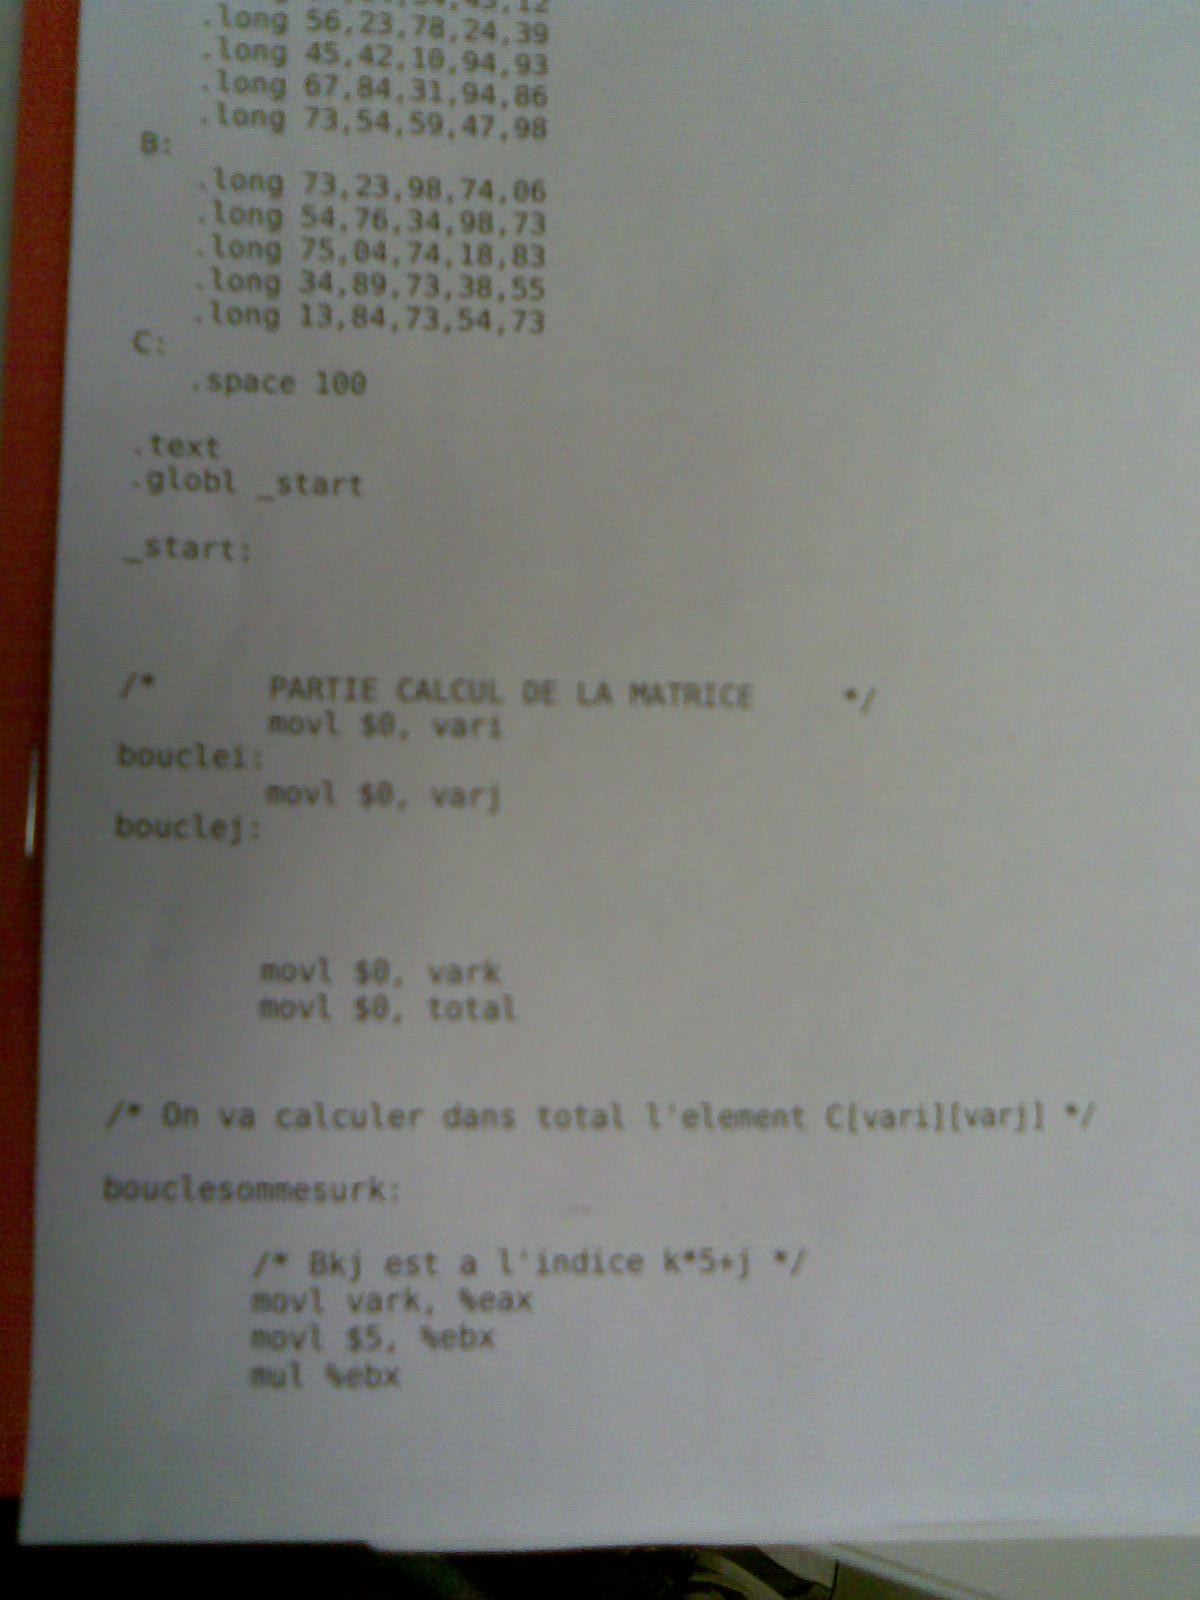 .long 56,23,78,24,39
.long 45,42,10,94,93
.long 67,84,31,94,86
.long 73,54,59,47,98
B:
.long 73,23,98,74,06
.long 54,76,34,98,73
.long 75,04,74,18,83
.long 34,89,73,38,55
.long 13,84,73,54,73
C:
.space 100
.text
.globl _start
_start:
/* PARTIE CALCUL DE LA MATRICE */
movl $0, vari
bouclei:
movl $0, varj
bouclej:
movl $0, vark
movl $0, total
/* On va calculer dans total l'element C[vari][varj] */
bouclesommesurk:
/* Bkj est a l'indice k*5+j */
movl vark, %eax
movl $5, %ebx
mul %ebx